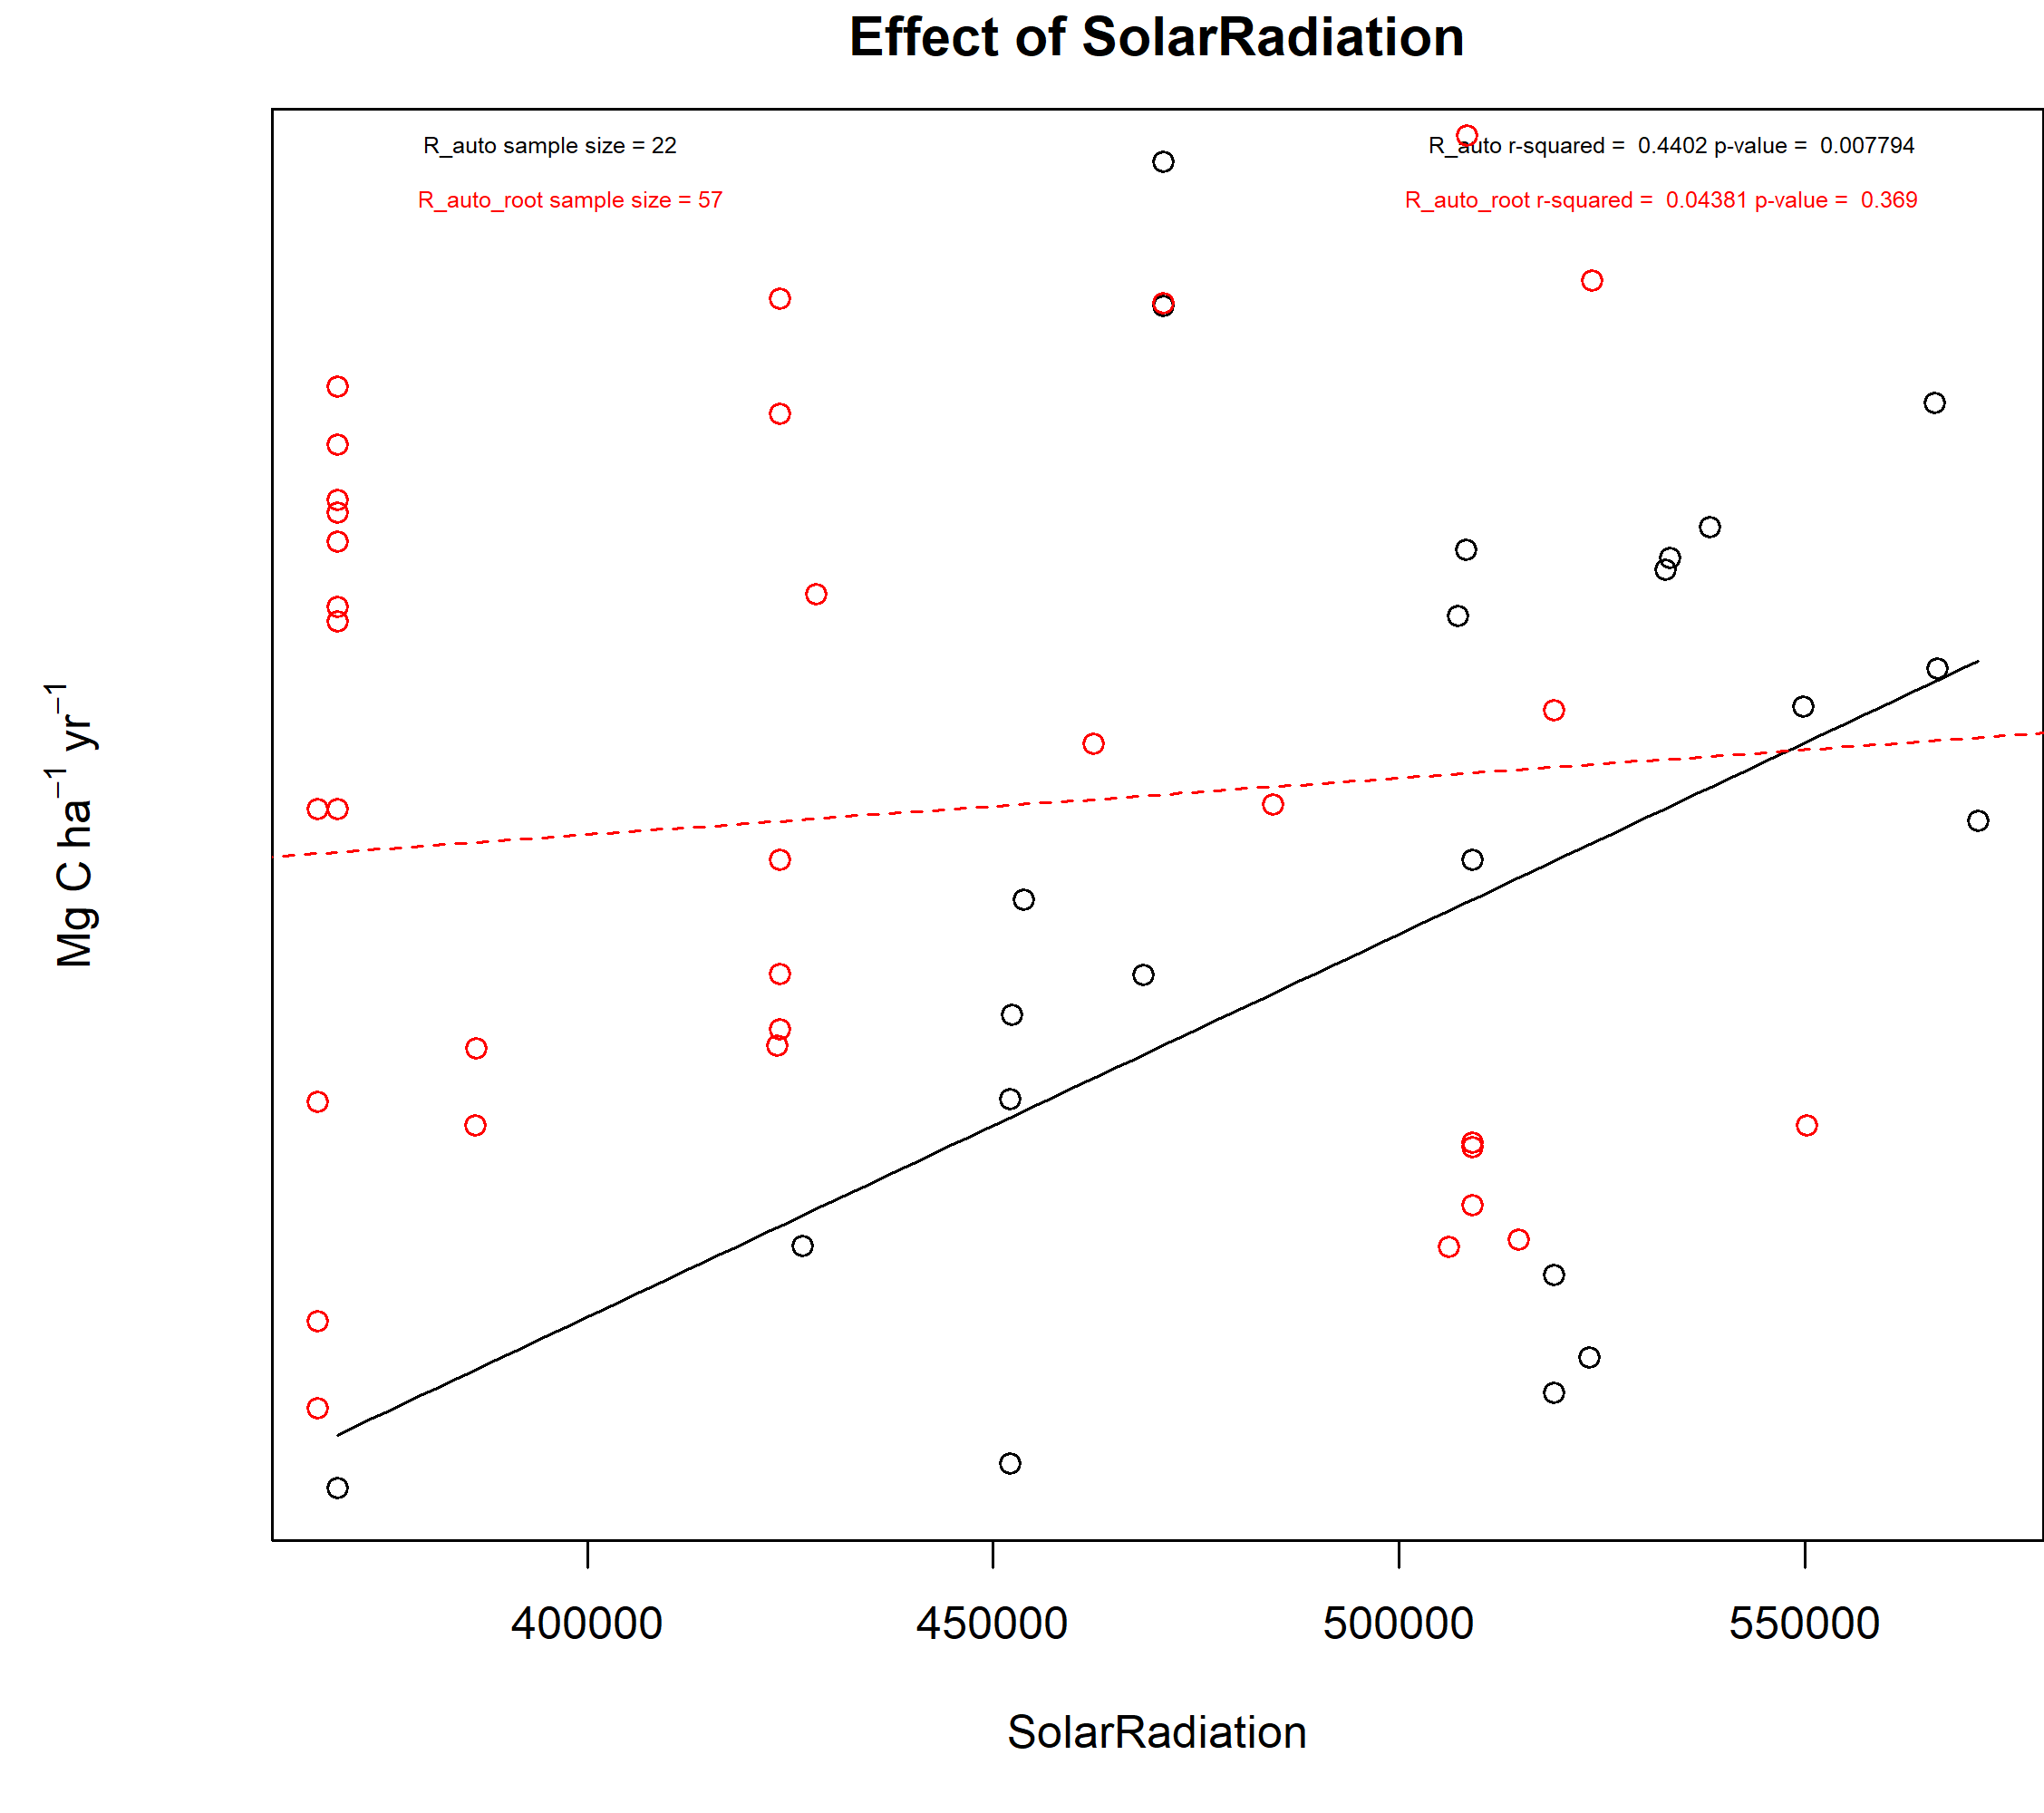 Effect of SolarRadiation
R_auto sample size = 22
R_auto r-squared = 0.4402 p-value = 0.007794
R_auto_root sample size = 57
R_auto_root r-squared = 0.04381 p-value = 0.369
Mg C ha⁻¹ yr⁻¹
400000 450000 500000 550000
SolarRadiation